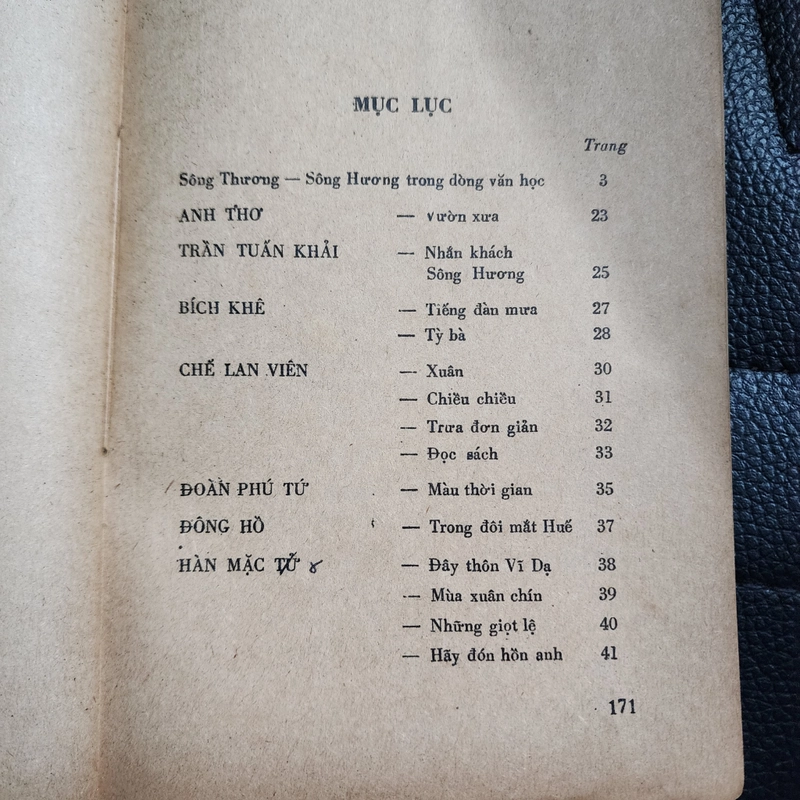 MỤC LỤC
Trang
Sông Thương — Sông Hương trong dòng văn học 3
ANH THƠ — Vườn xưa 23
TRẦN TUẤN KHẢI — Nhắn khách
Sông Hương 25
BÍCH KHÊ — Tiếng đàn mưa 27
— Tỳ bà 28
CHẾ LAN VIÊN — Xuân 30
— Chiều chiều 31
— Trưa đơn giản 32
— Đọc sách 33
ĐOÀN PHÚ TỨ — Màu thời gian 35
ĐÔNG HỒ — Trong đôi mắt Huế 37
HÀN MẶC TỬ — Đây thôn Vĩ Dạ 38
— Mùa xuân chín 39
— Những giọt lệ 40
— Hãy đón hồn anh 41
171